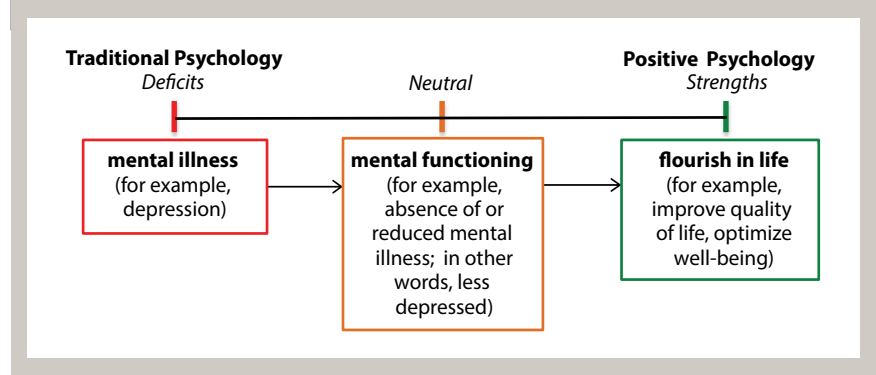 Traditional Psychology
Deficits
Neutral
Positive Psychology
Strengths
mental illness
(for example,
depression)
mental functioning
(for example,
absence of or
reduced mental
illness; in other
words, less
depressed)
flourish in life
(for example,
improve quality
of life, optimize
well-being)